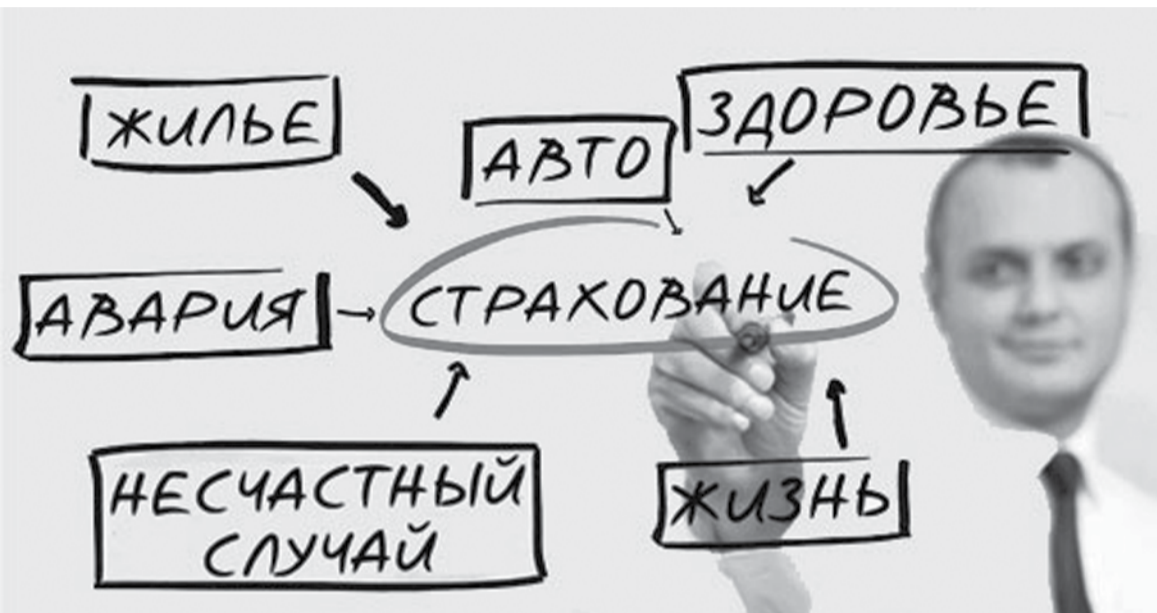 ЖИЛЬЕ
АВТО
ЗДОРОВЬЕ
АВАРИЯ
СТРАХОВАНИЕ
НЕСЧАСТНЫЙ
СЛУЧАЙ
ЖИЗНЬ